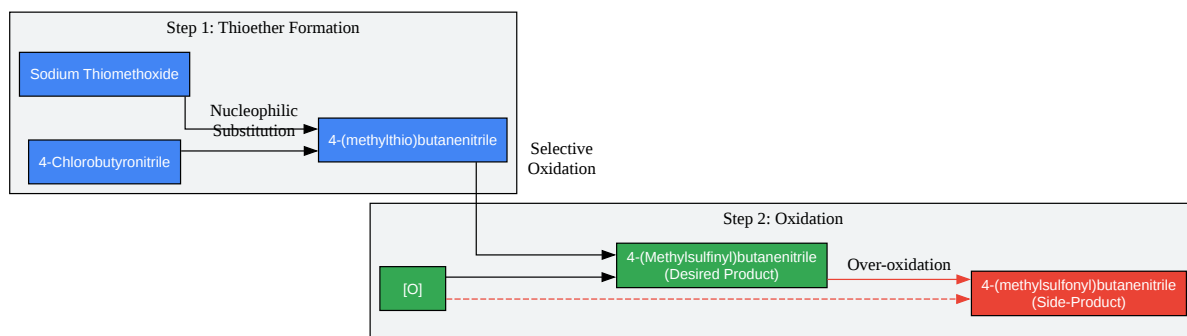 Step 1: Thioether Formation
Sodium Thiomethoxide
Nucleophilic
Substitution
4-(methylthio)butanenitrile
4-Chlorobutyronitrile
Selective
Oxidation
Step 2: Oxidation
4-(Methylsulfinyl)butanenitrile
(Desired Product)
Over-oxidation
[O]
4-(methylsulfonyl)butanenitrile
(Side-Product)